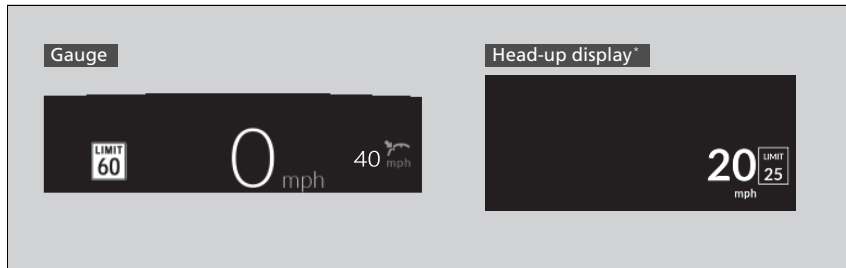 Gauge
LIMIT
60
0 mph
40 mph
Head-up display*
20
mph
LIMIT
25